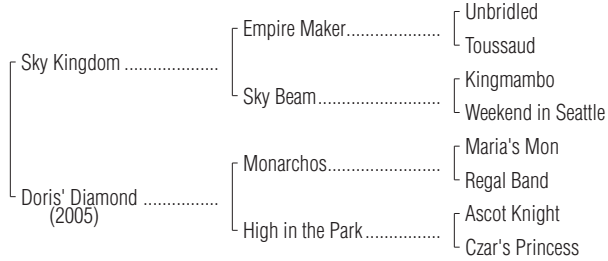 Unbridled
Empire Maker..................
Toussaud
Sky Kingdom ....................
Kingmambo
Sky Beam........................
Weekend in Seattle
Maria's Mon
Monarchos......................
Regal Band
Doris' Diamond ................
(2005)
Ascot Knight
High in the Park...............
Czar's Princess